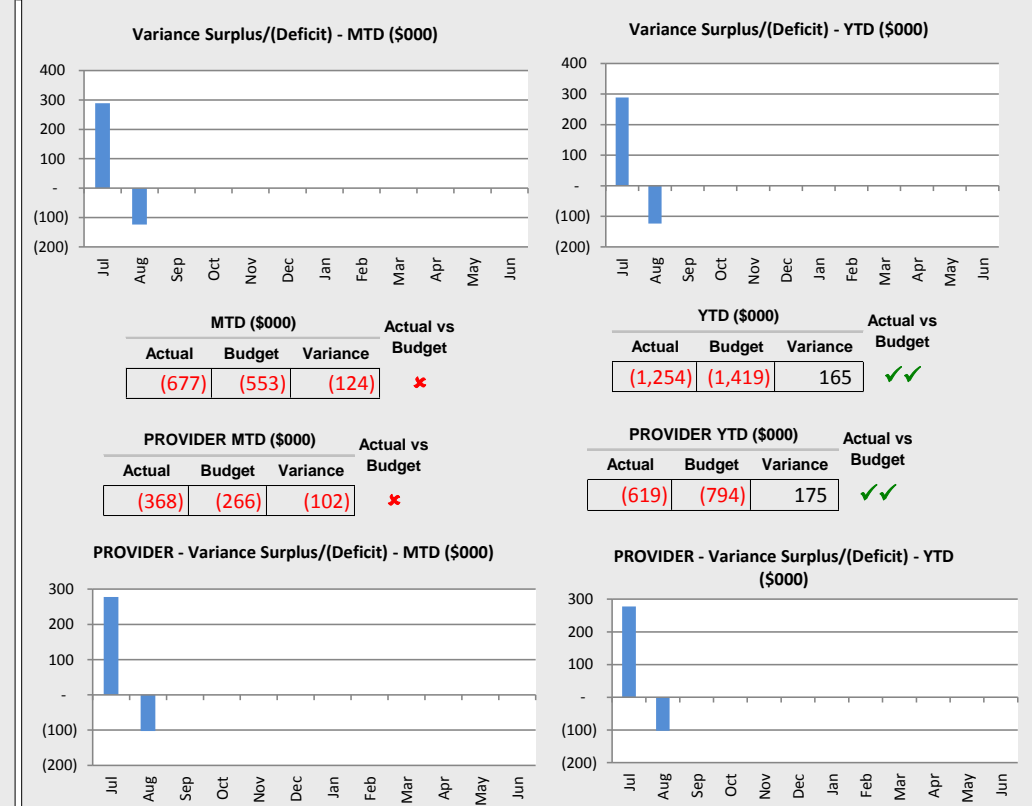 Variance Surplus/(Deficit) - MTD ($000)
400
300
200
100
-
(100)
(200)
Jul Aug Sep Oct Nov Dec Jan Feb Mar Apr May Jun
Variance Surplus/(Deficit) - YTD ($000)
400
300
200
100
-
(100)
(200)
Jul Aug Sep Oct Nov Dec Jan Feb Mar Apr May Jun
MTD ($000)
Actual vs
Budget
Actual Budget Variance
(677) (553) (124) ✖
YTD ($000)
Actual vs
Budget
Actual Budget Variance
(1,254) (1,419) 165 ✓✓
PROVIDER MTD ($000)
Actual vs
Budget
Actual Budget Variance
(368) (266) (102) ✖
PROVIDER YTD ($000)
Actual vs
Budget
Actual Budget Variance
(619) (794) 175 ✓✓
PROVIDER - Variance Surplus/(Deficit) - MTD ($000)
300
200
100
-
(100)
(200)
Jul Aug Sep Oct Nov Dec Jan Feb Mar Apr May Jun
PROVIDER - Variance Surplus/(Deficit) - YTD
($000)
300
200
100
-
(100)
(200)
Jul Aug Sep Oct Nov Dec Jan Feb Mar Apr May Jun